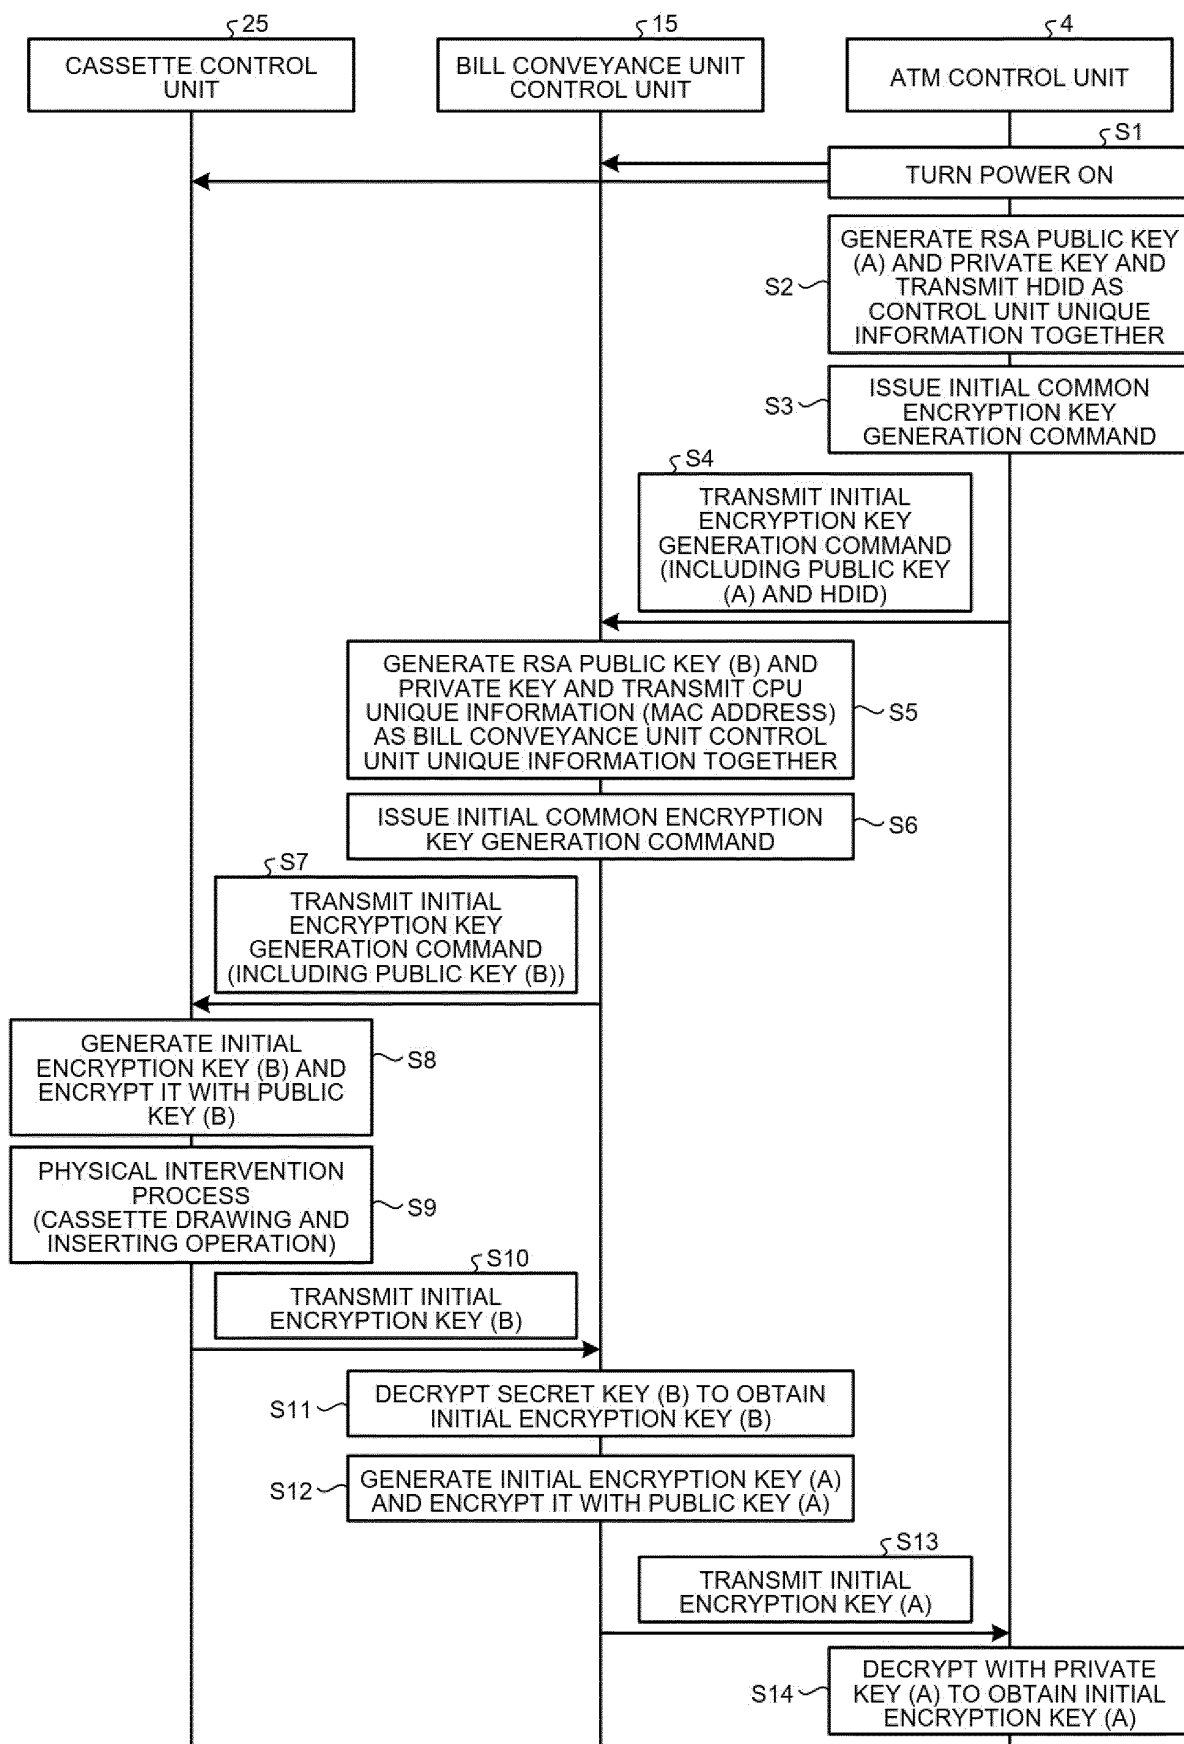 25
CASSETTE CONTROL
UNIT
15
BILL CONVEYANCE UNIT
CONTROL UNIT
4
ATM CONTROL UNIT
S1
TURN POWER ON
S2
GENERATE RSA PUBLIC KEY
(A) AND PRIVATE KEY AND
TRANSMIT HDID AS
CONTROL UNIT UNIQUE
INFORMATION TOGETHER
S3
ISSUE INITIAL COMMON
ENCRYPTION KEY
GENERATION COMMAND
S4
TRANSMIT INITIAL
ENCRYPTION KEY
GENERATION COMMAND
(INCLUDING PUBLIC KEY
(A) AND HDID)
GENERATE RSA PUBLIC KEY (B) AND
PRIVATE KEY AND TRANSMIT CPU
UNIQUE INFORMATION (MAC ADDRESS)
AS BILL CONVEYANCE UNIT CONTROL
UNIT UNIQUE INFORMATION TOGETHER
S5
ISSUE INITIAL COMMON ENCRYPTION
KEY GENERATION COMMAND
S6
S7
TRANSMIT INITIAL
ENCRYPTION KEY
GENERATION COMMAND
(INCLUDING PUBLIC KEY (B))
GENERATE INITIAL
ENCRYPTION KEY (B) AND
ENCRYPT IT WITH PUBLIC
KEY (B)
S8
PHYSICAL INTERVENTION
PROCESS
(CASSETTE DRAWING AND
INSERTING OPERATION)
S9
S10
TRANSMIT INITIAL
ENCRYPTION KEY (B)
S11
DECRYPT SECRET KEY (B) TO OBTAIN
INITIAL ENCRYPTION KEY (B)
S12
GENERATE INITIAL ENCRYPTION KEY (A)
AND ENCRYPT IT WITH PUBLIC KEY (A)
S13
TRANSMIT INITIAL
ENCRYPTION KEY (A)
S14
DECRYPT WITH PRIVATE
KEY (A) TO OBTAIN INITIAL
ENCRYPTION KEY (A)